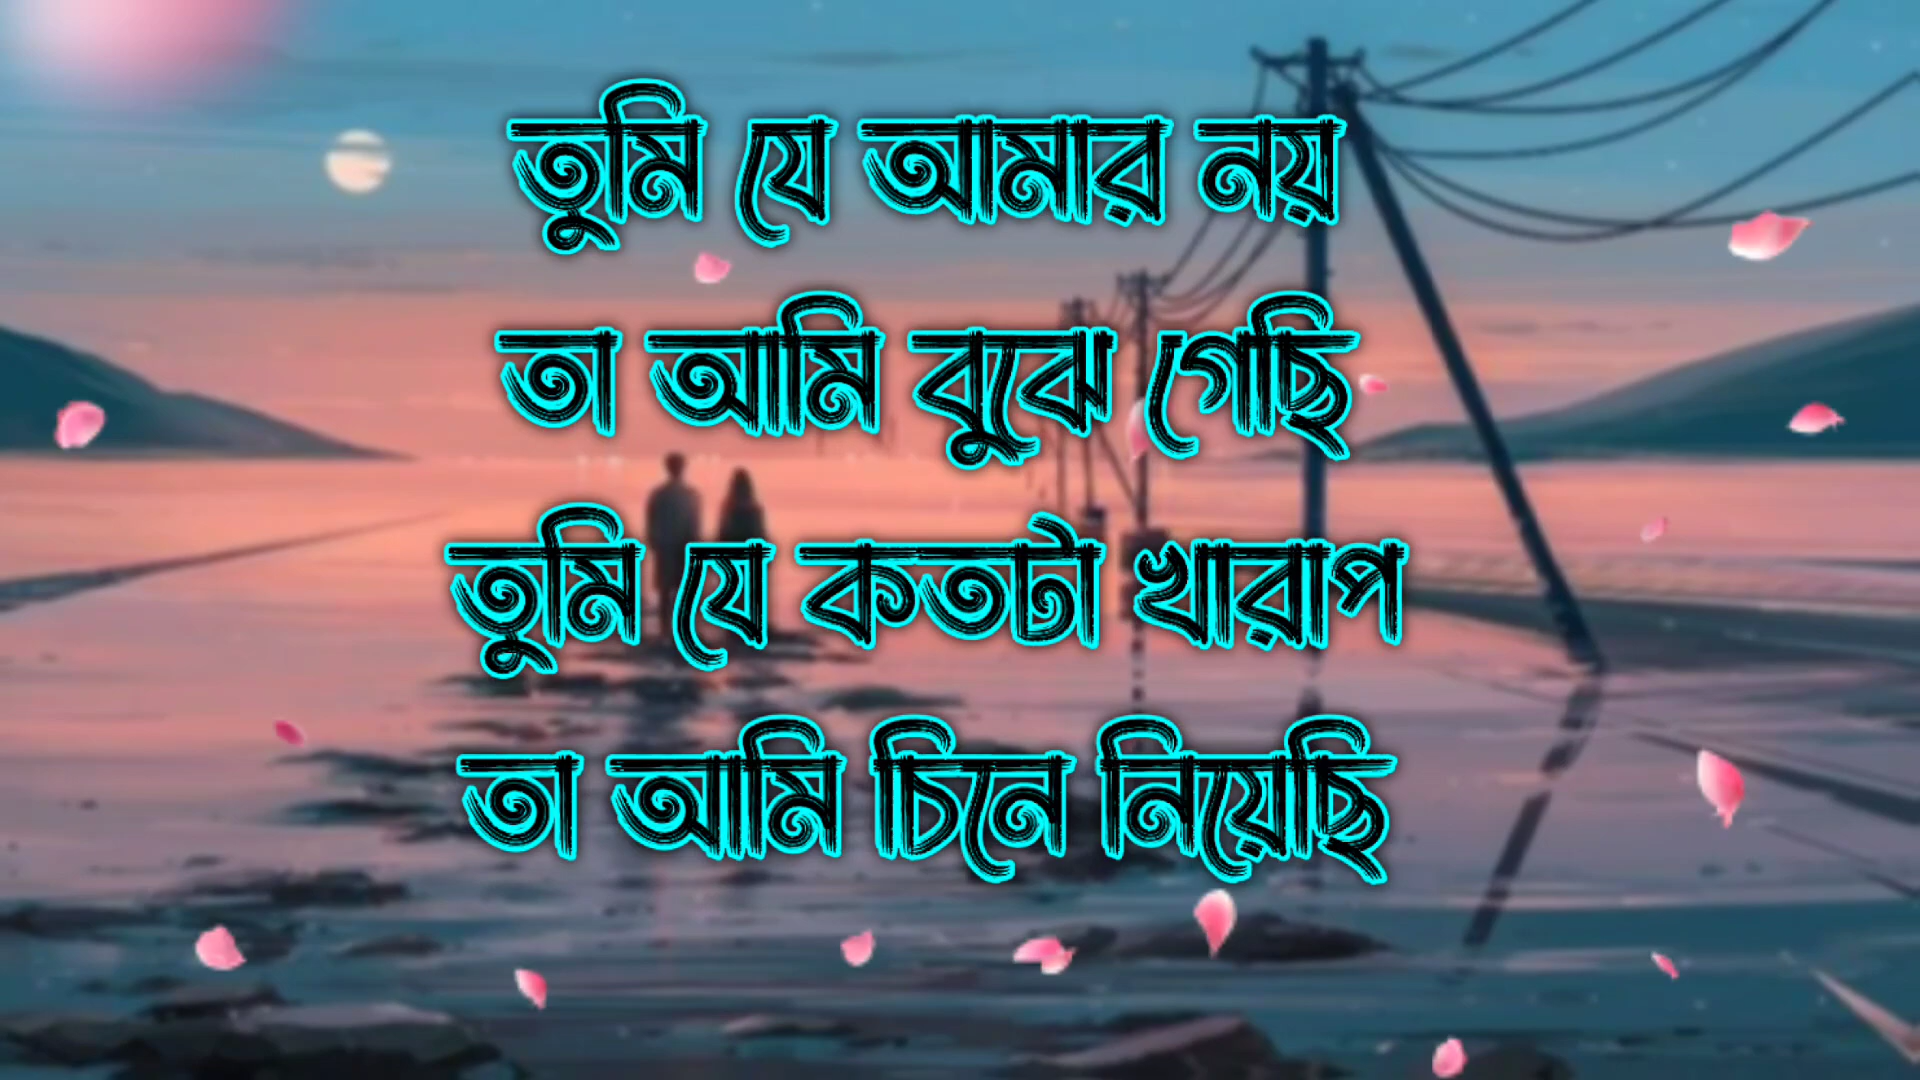 তুমি যে আমার নয়
তা আমি বুঝে গেছি
তুমি যে কতটা খারাপ
তা আমি চিনে নিয়েছি